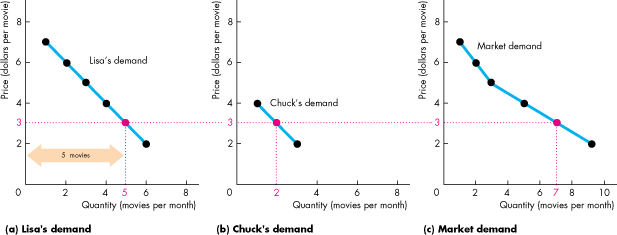 Price (dollars per movie)
8
6
4
3
2
0
Lisa's demand
5 movies
2
4
5
6
8
Quantity (movies per month)
(a) Lisa's demand
Price (dollars per movie)
8
6
4
3
2
0
Chuck's demand
2
4
6
8
Quantity (movies per month)
(b) Chuck's demand
Price (dollars per movie)
8
6
4
3
2
0
Market demand
2
4
6
7
8
10
Quantity (movies per month)
(c) Market demand